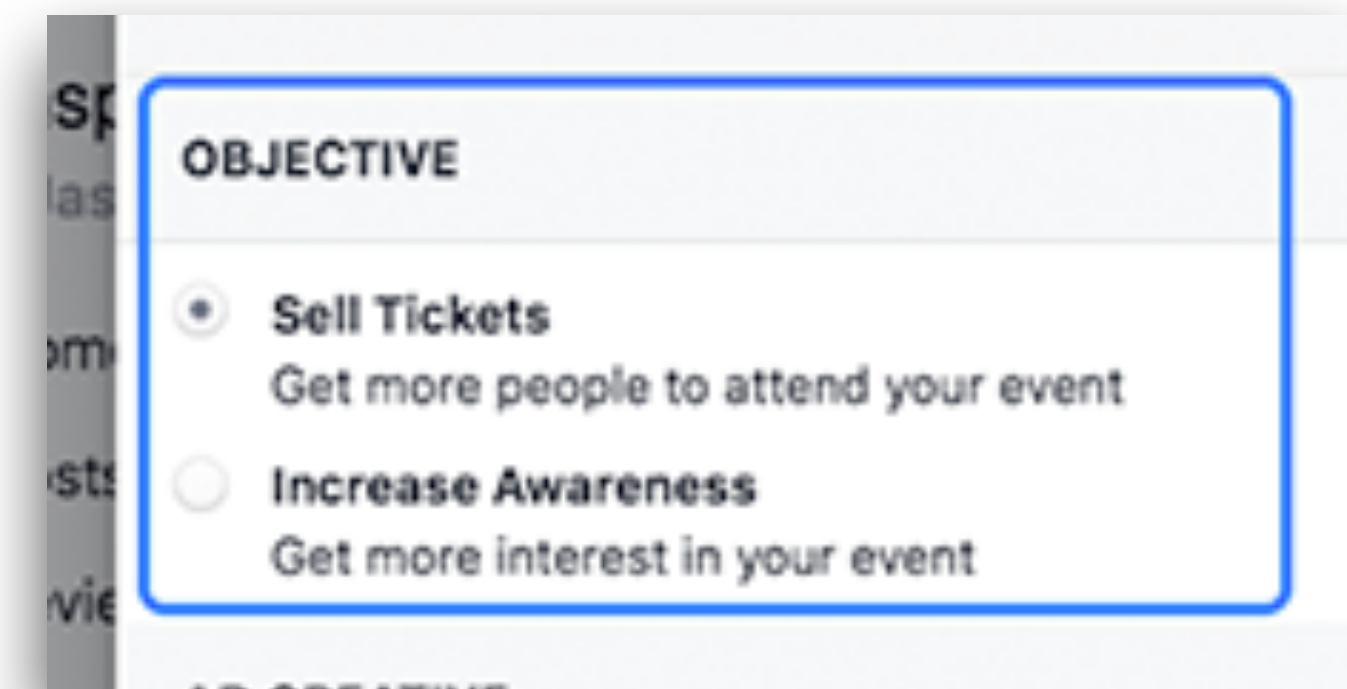 OBJECTIVE
Sell Tickets
Get more people to attend your event
Increase Awareness
Get more interest in your event